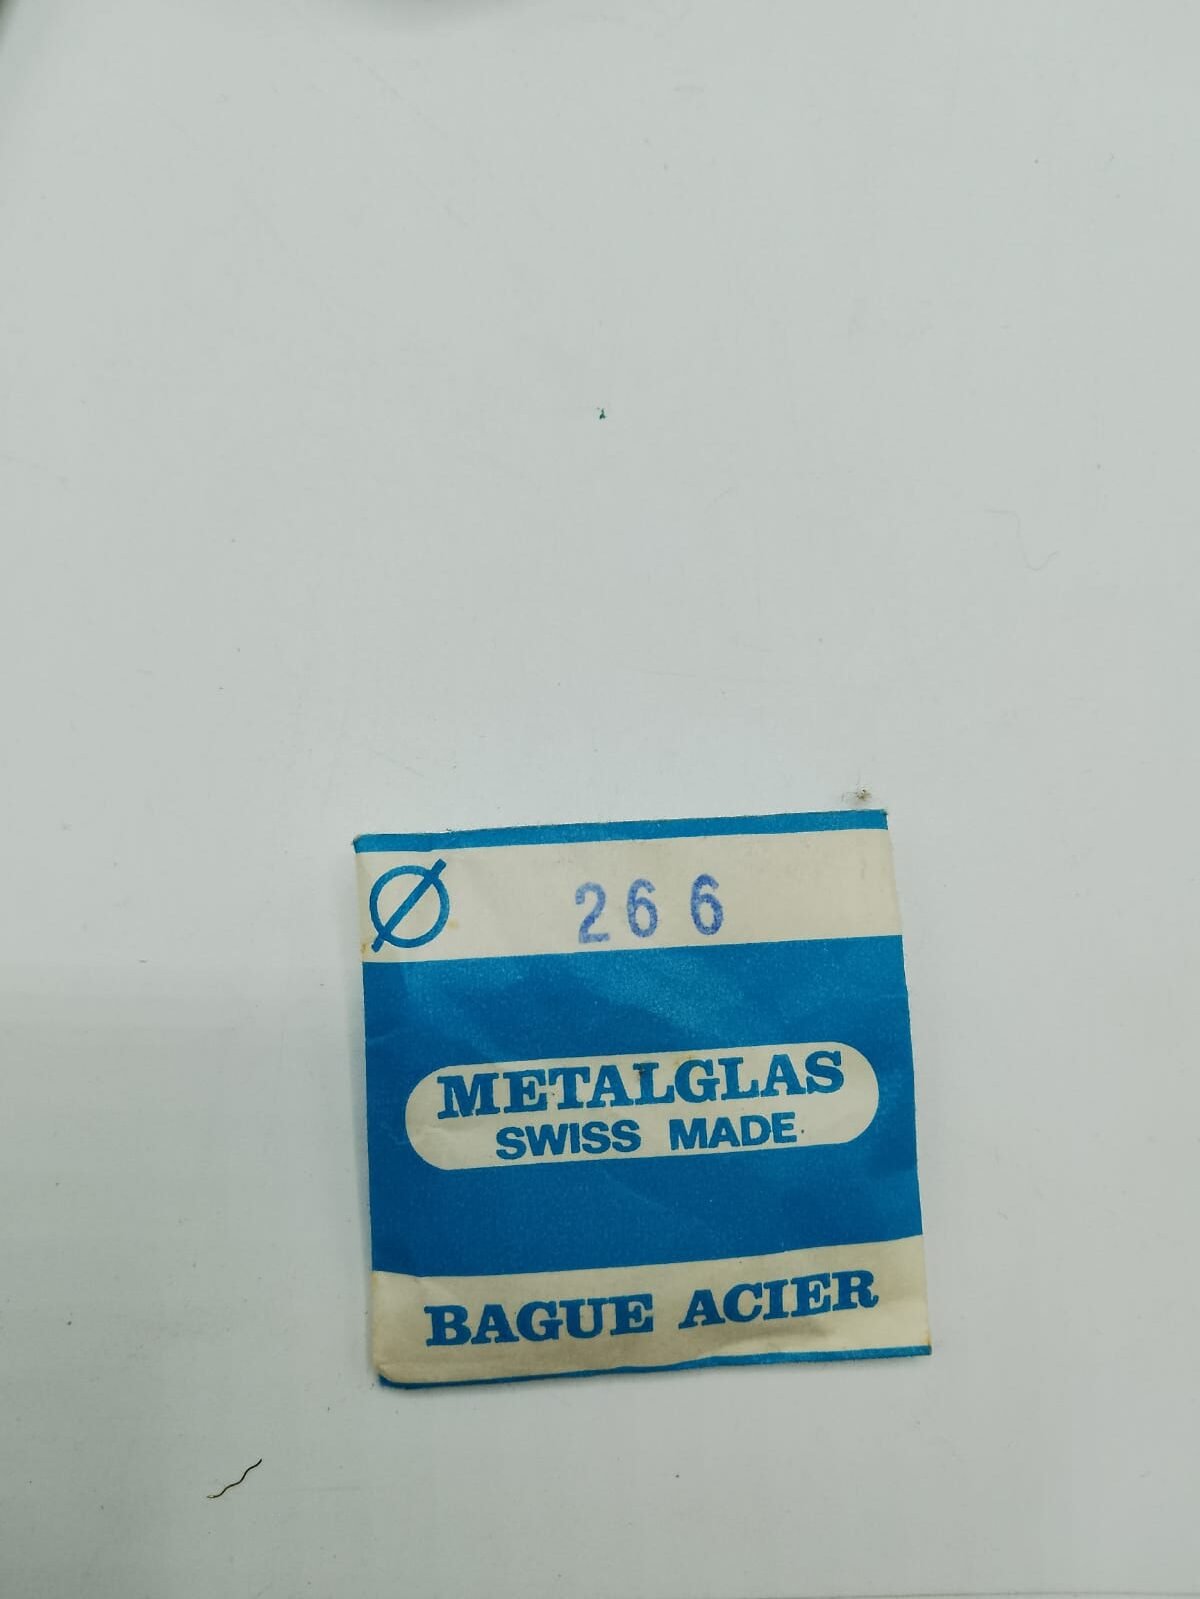 Ø 266
METALGLAS
SWISS MADE
BAGUE ACIER